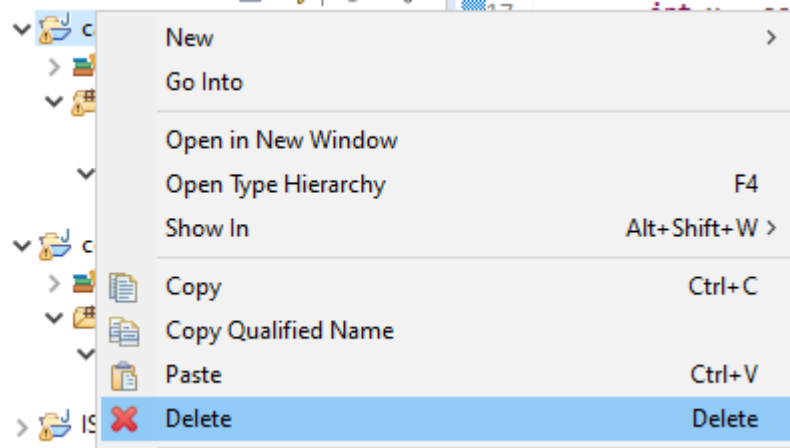 17
New
Go Into
Open in New Window
Open Type Hierarchy F4
Show In Alt+Shift+W >
Copy Ctrl+C
Copy Qualified Name
Paste Ctrl+V
Delete Delete